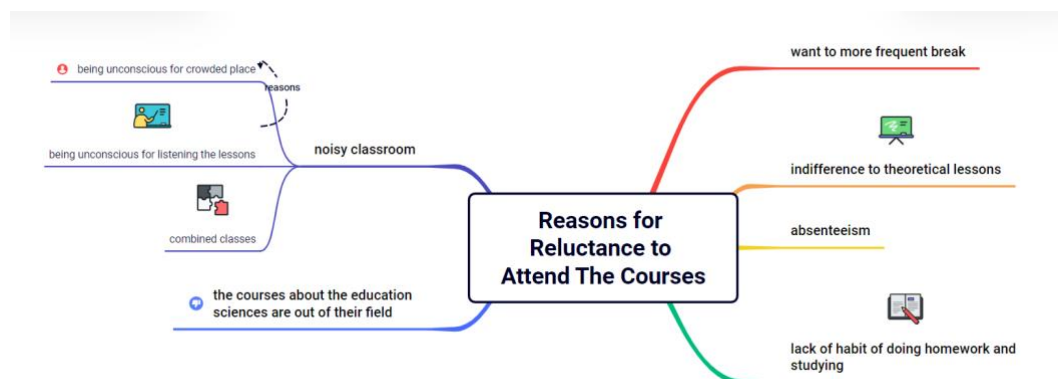 being unconscious for crowded place
reasons
being unconscious for listening the lessons
noisy classroom
combined classes
the courses about the education
sciences are out of their field
Reasons for
Reluctance to
Attend The Courses
want to more frequent break
indifference to theoretical lessons
absenteeism
lack of habit of doing homework and
studying